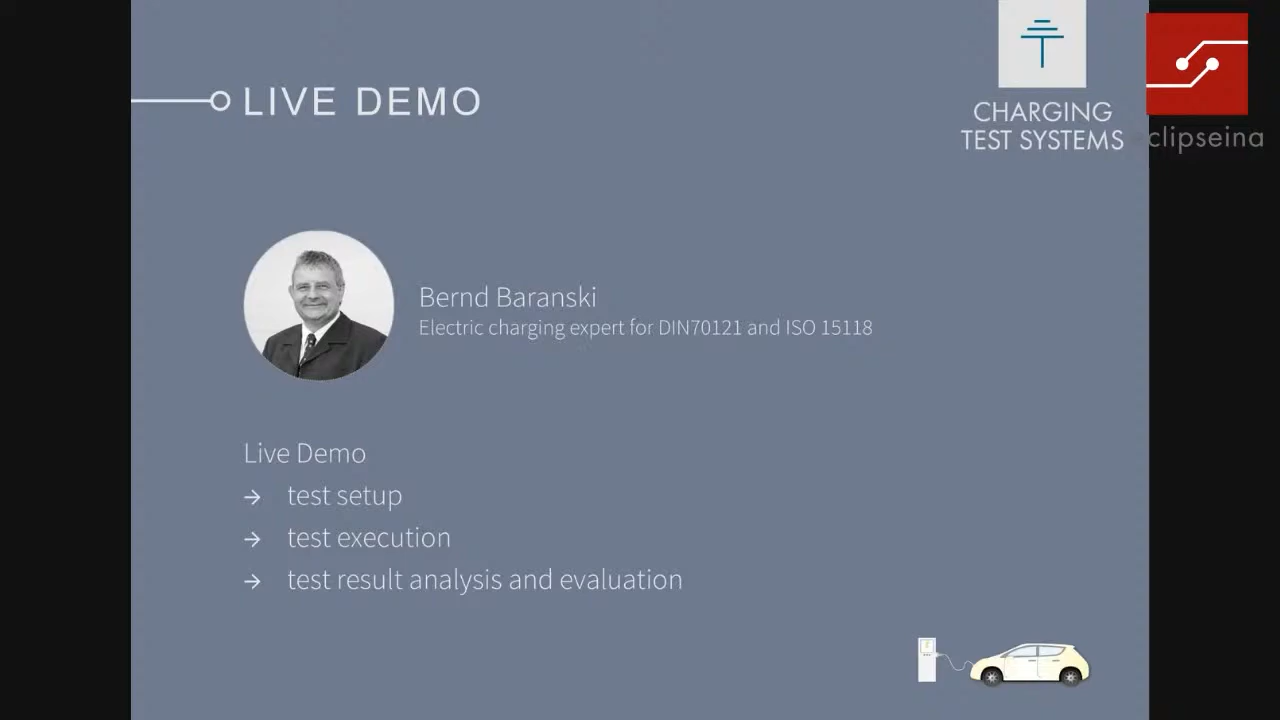 LIVE DEMO
CHARGING
TEST SYSTEMS
eclipseina
Bernd Baranski
Electric charging expert for DIN70121 and ISO 15118
Live Demo
→ test setup
→ test execution
→ test result analysis and evaluation